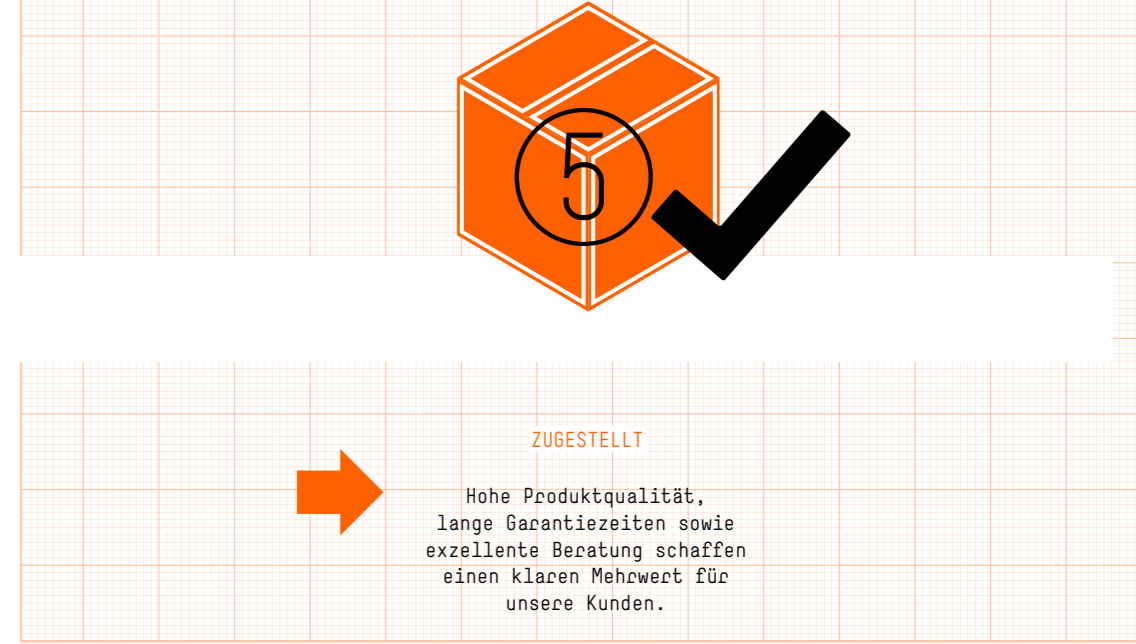 5
ZUGESTELLT
Hohe Produktqualität,
lange Garantiezeiten sowie
exzellente Beratung schaffen
einen klaren Mehrwert für
unsere Kunden.